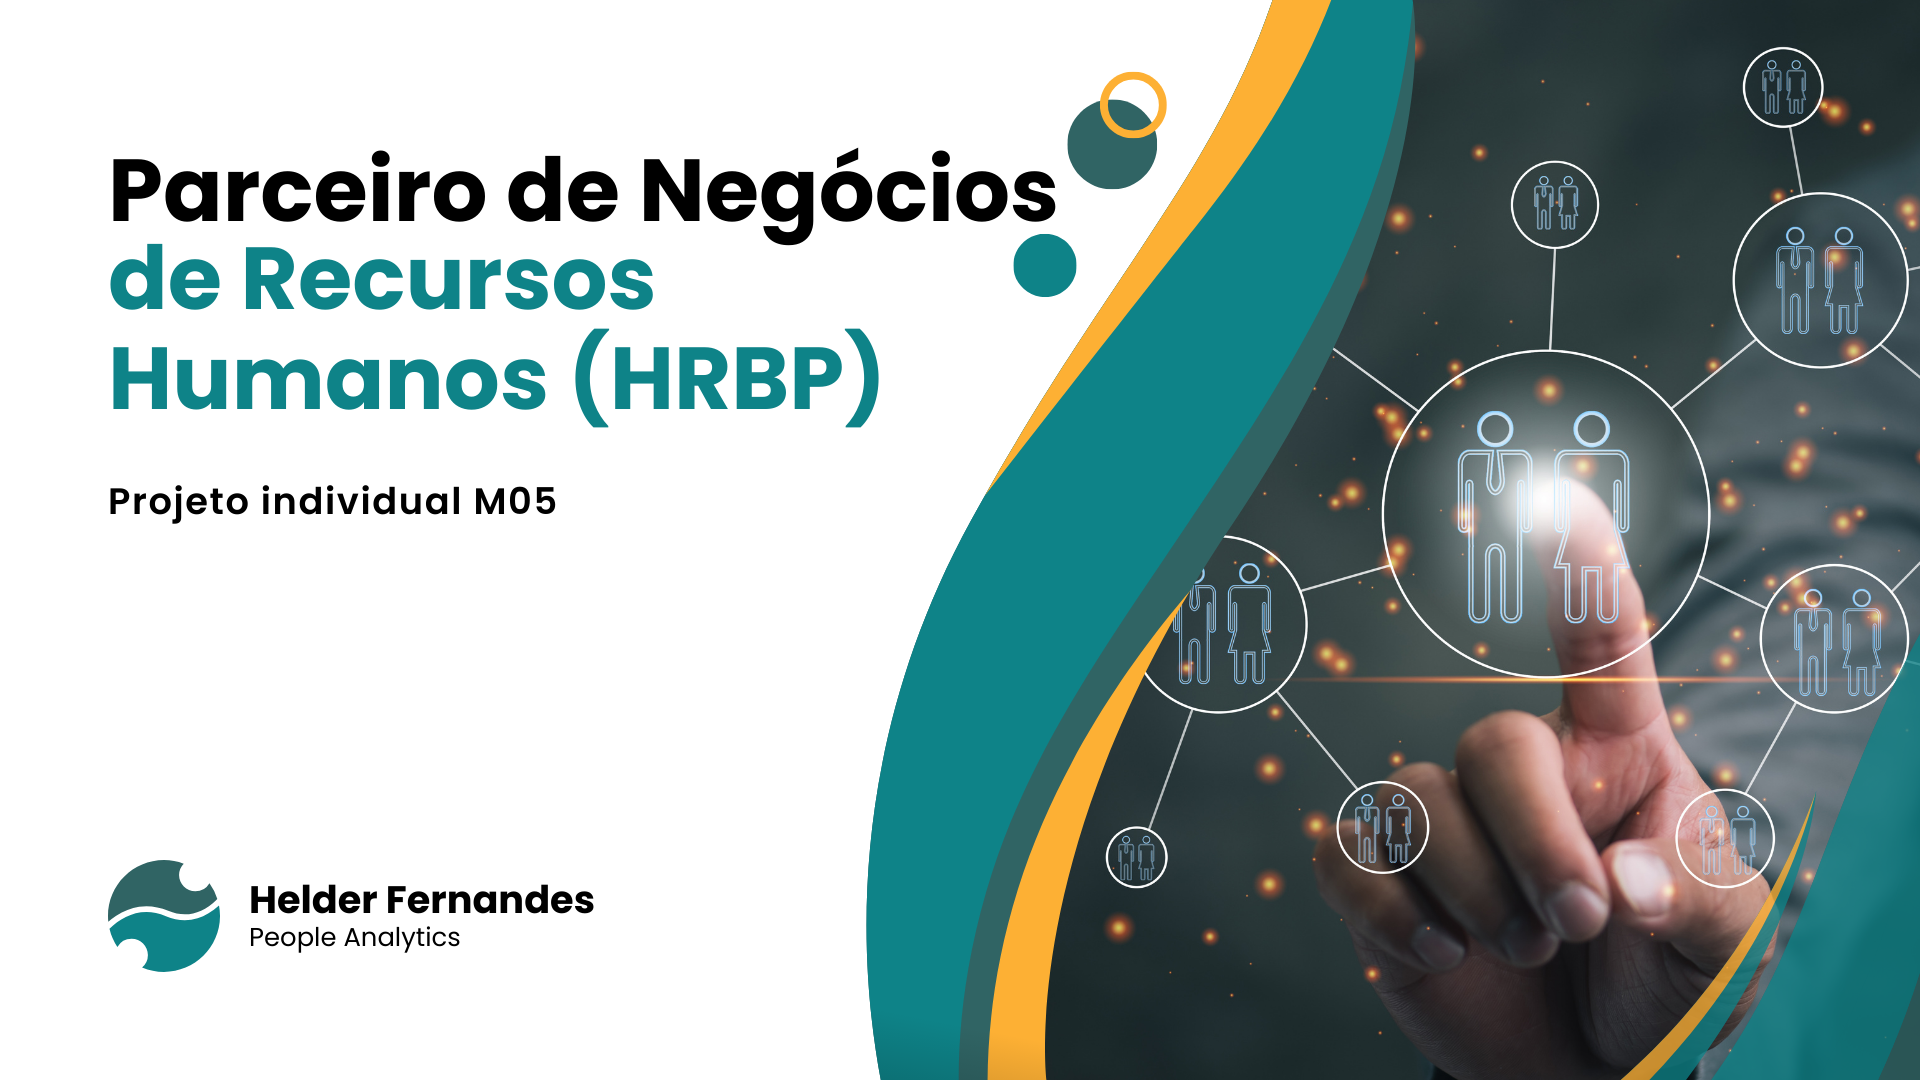 Parceiro de Negócios
de Recursos
Humanos (HRBP)
Projeto individual M05
Helder Fernandes
People Analytics